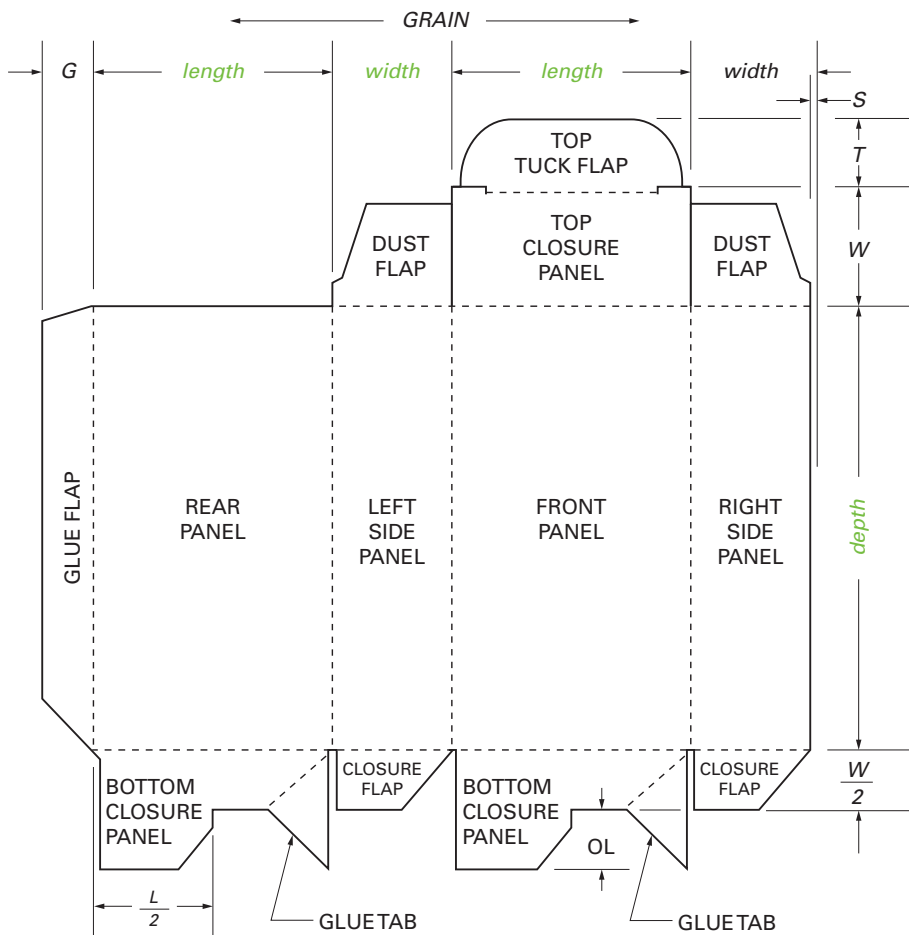 GRAIN
G
length
width
length
width
S
TOP
TUCK FLAP
T
DUST
FLAP
TOP
CLOSURE
PANEL
DUST
FLAP
W
GLUE FLAP
REAR
PANEL
LEFT
SIDE
PANEL
FRONT
PANEL
RIGHT
SIDE
PANEL
depth
BOTTOM
CLOSURE
PANEL
CLOSURE
FLAP
BOTTOM
CLOSURE
PANEL
OL
CLOSURE
FLAP
W
2
L
2
GLUE TAB
GLUE TAB